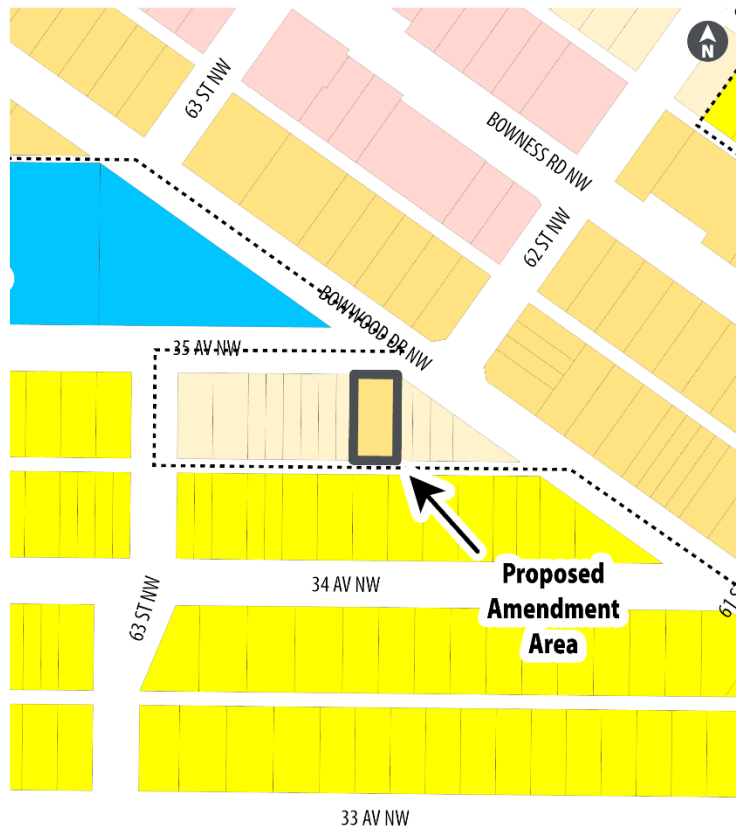 N
63 ST NW
BOWNESS RD NW
62 ST NW
BOWWOOD DR NW
35 AV NW
Proposed
Amendment
Area
34 AV NW
63 ST NW
33 AV NW